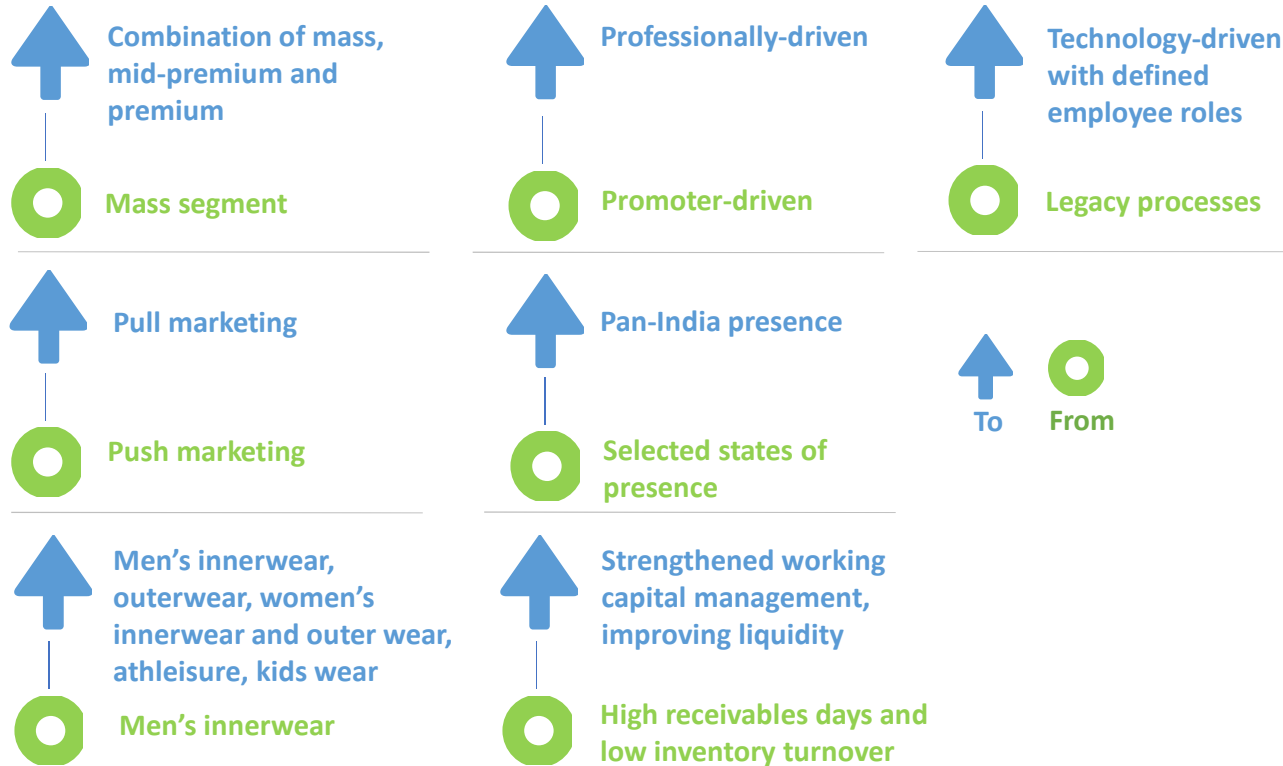 Combination of mass,
mid-premium and
premium
Mass segment
Professionally-driven
Promoter-driven
Technology-driven
with defined
employee roles
Legacy processes
Pull marketing
Push marketing
Pan-India presence
Selected states of
presence
To
From
Men’s innerwear,
outerwear, women’s
innerwear and outer wear,
athleisure, kids wear
Men’s innerwear
Strengthened working
capital management,
improving liquidity
High receivables days and
low inventory turnover